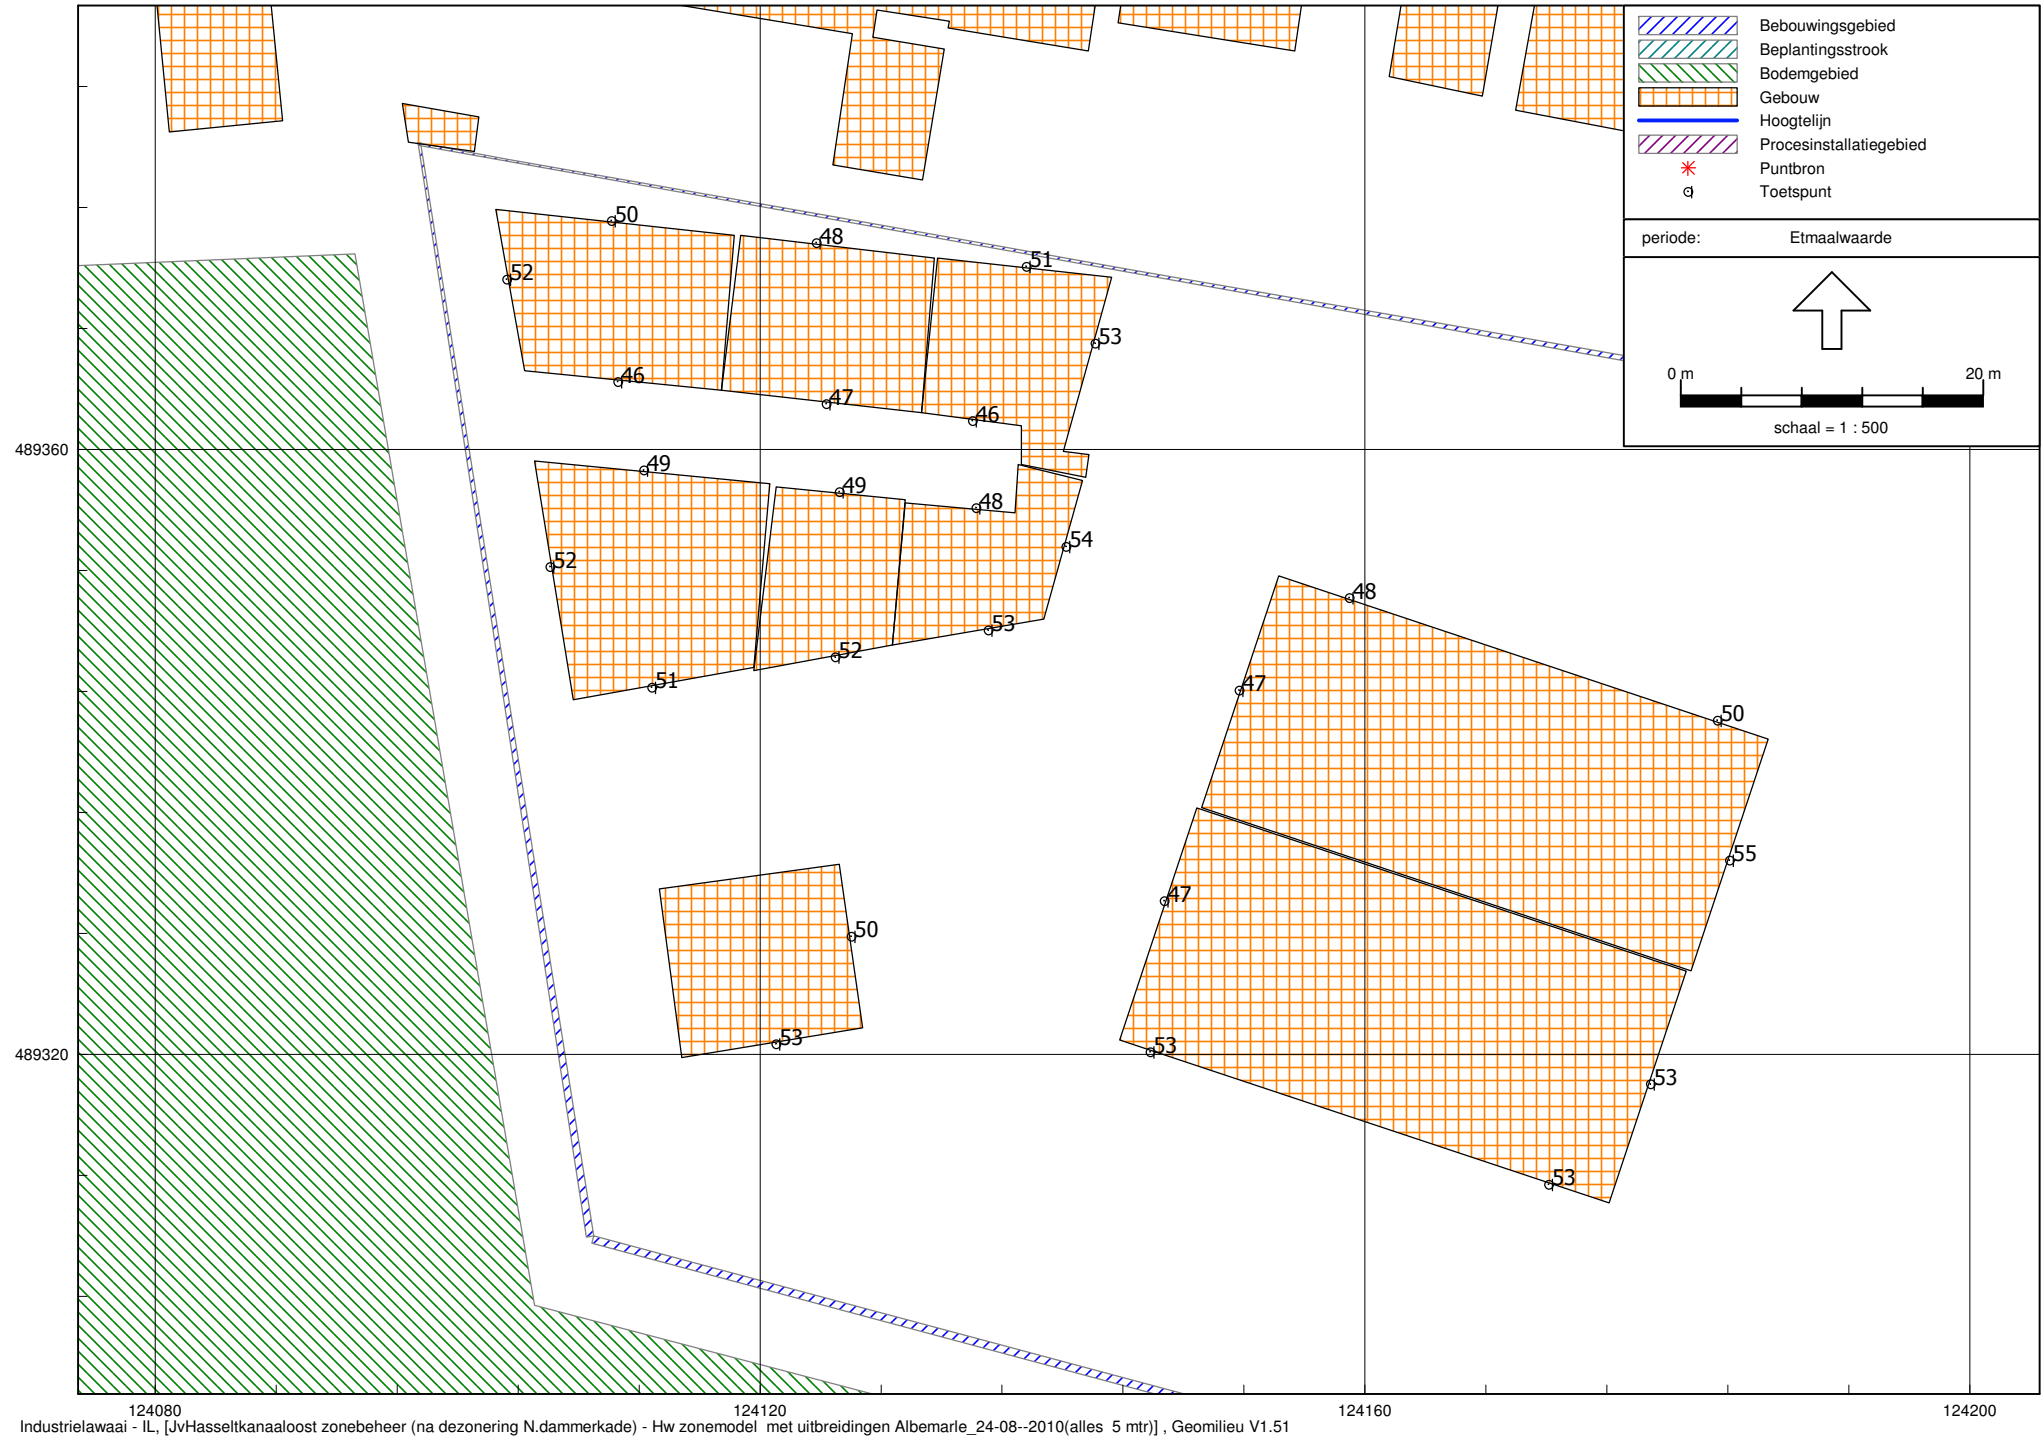 Bebouwingsgebied
Beplantingsstrook
Bodemgebied
Gebouw
Hoogtelijn
Procesinstallatiegebied
Puntbron
Toetspunt
periode: Etmaalwaarde
0 m 20 m
schaal = 1 : 500
50
48
51
52
53
46
47
46
489360
49
49
48
54
52
48
53
52
51
47
50
55
47
50
53
53
489320
53
53
124080 124120 124160 124200
Industrielawaai - IL, [JvHasseltkanaaloost zonebeheer (na dezonering N.dammerkade) - Hw zonemodel met uitbreidingen Albemarle_24-08--2010(alles 5 mtr)] , Geomilieu V1.51